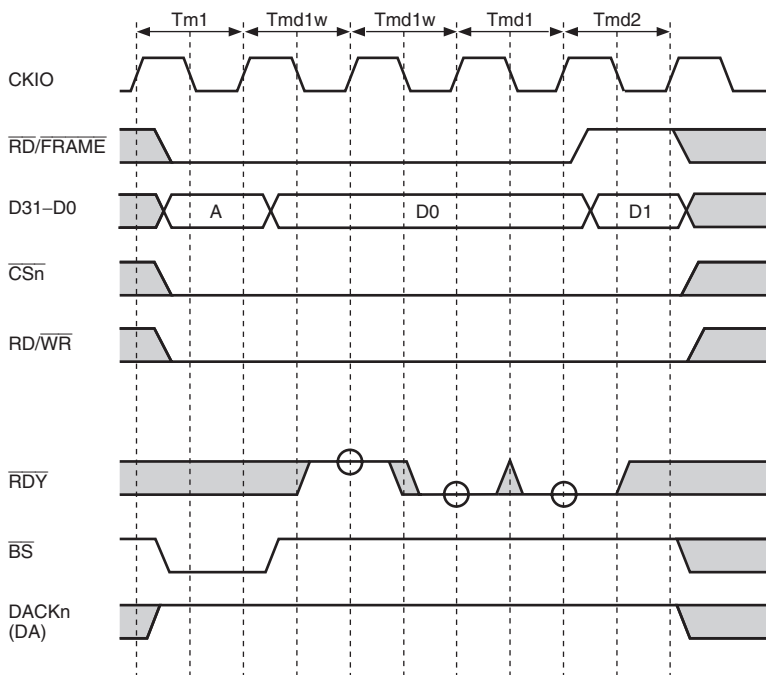 Tm1 Tmd1w Tmd1w Tmd1 Tmd2
CKIO
RD/FRAME
D31–D0 A D0 D1
CSn
RD/WR
RDY
BS
DACKn
(DA)